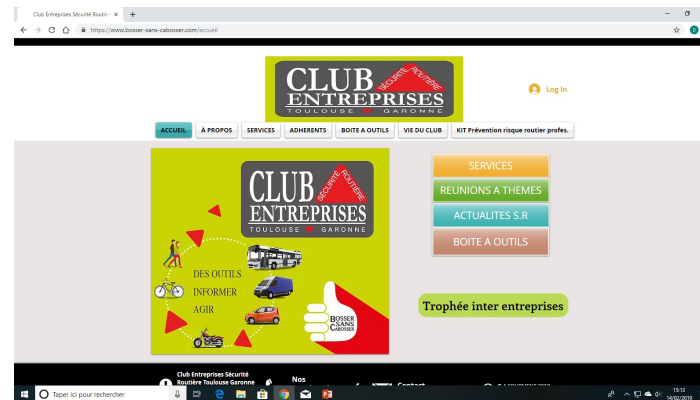 Club Entreprises Sécurité Routiè
https://www.bosser-sans-cabosser.com/accueil
CLUB
SÉCURITÉ
ROUTIÈRE
ENTREPRISES
TOULOUSE GARONNE
Log In
ACCUEIL
À PROPOS
SERVICES
ADHERENTS
BOITE A OUTILS
VIE DU CLUB
KIT Prévention risque routier profes.
CLUB
SÉCURITÉ
ROUTIÈRE
ENTREPRISES
TOULOUSE GARONNE
DES OUTILS
INFORMER
AGIR
BOSSER
SANS
CABOSSER
SERVICES
REUNIONS A THEMES
ACTUALITES S.R
BOITE A OUTILS
Trophée inter entreprises
Club Entreprises Sécurité
Routière Toulouse Garonne
Nos
Contact
Taper ici pour rechercher
15:13
14/02/2019